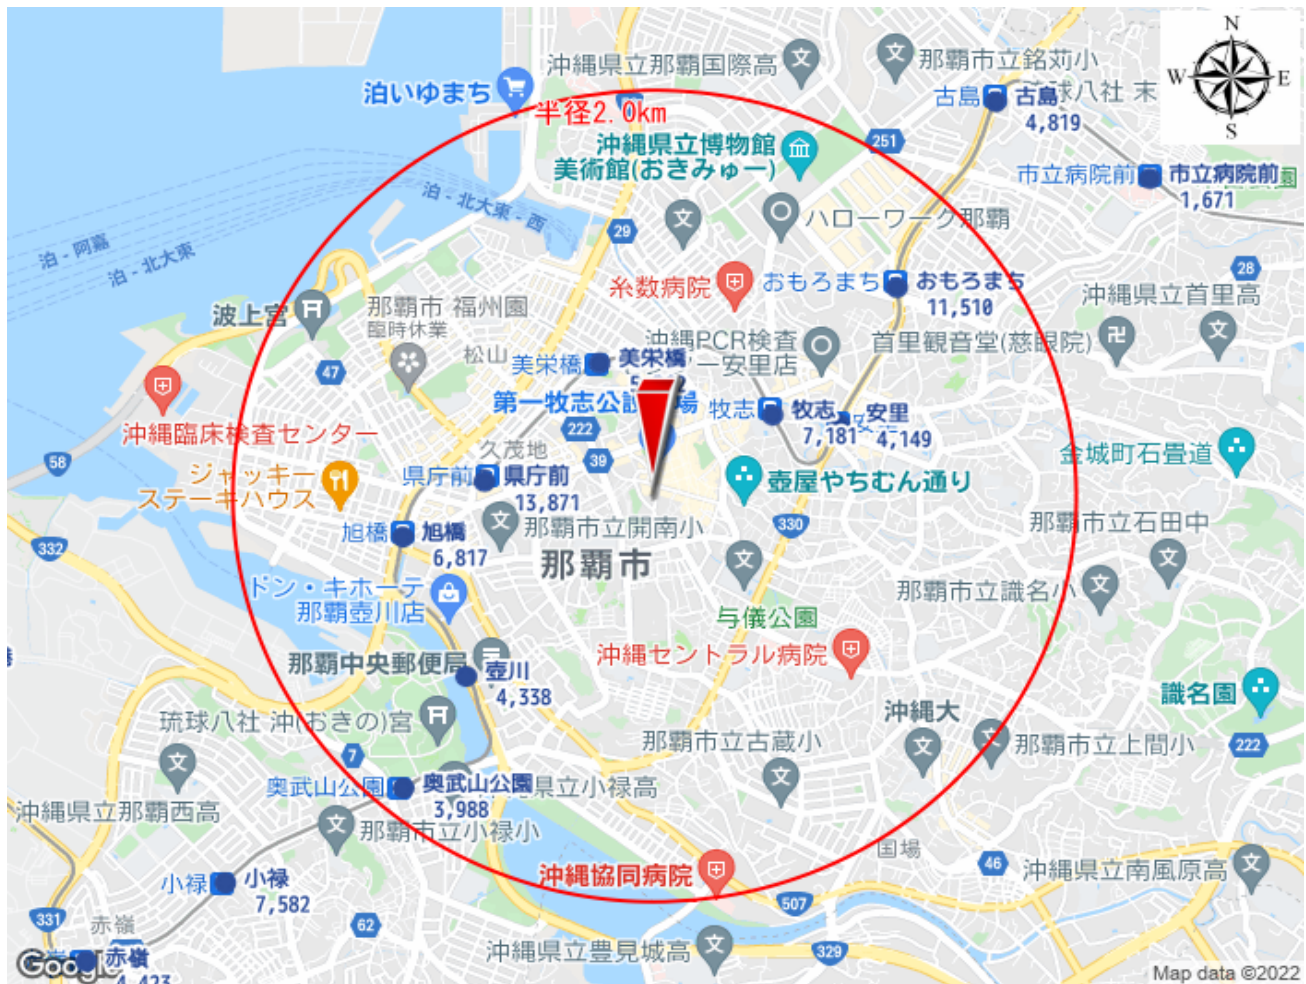 N
W E
S
沖縄県立那覇国際高
那覇市立銘苅小
泊いゆまち
半径2.0km
古島
古島
4,819
球八社 末
251
沖縄県立博物館
美術館(おきみゅー)
市立病院前
市立病院前
1,671
泊 - 北大東 - 西
泊 - 阿嘉
泊 - 北大東
29
ハローワーク那覇
28
糸数病院
おもろまち
おもろまち
11,510
沖縄県立首里高
波上宮
那覇市 福州園
臨時休業
沖縄PCR検査
ー安里店
首里観音堂(慈眼院)
松山
美栄橋
美栄橋
47
第一牧志公設
場
牧志
牧志
7,181
安里
4,149
沖縄臨床検査センター
222
久茂地
39
金城町石畳道
58
ジャッキー
ステーキハウス
県庁前
県庁前
13,871
壺屋やちむん通り
332
旭橋
旭橋
6,817
那覇市立開南小
330
那覇市立石田中
那覇市
ドン・キホーテ
那覇壺川店
那覇市立識名小
与儀公園
那覇中央郵便局
沖縄セントラル病院
壺川
4,338
識名園
琉球八社 沖(おきの)宮
沖縄大
7
那覇市立古蔵小
那覇市立上間小
222
奥武山公園
奥武山公園
3,988
県立小禄高
沖縄県立那覇西高
那覇市立小禄小
国場
46
沖縄県立南風原高
沖縄協同病院
小禄
小禄
7,582
507
331
赤嶺
62
沖縄県立豊見城高
329
赤嶺
4,423
Google
Map data ©2022